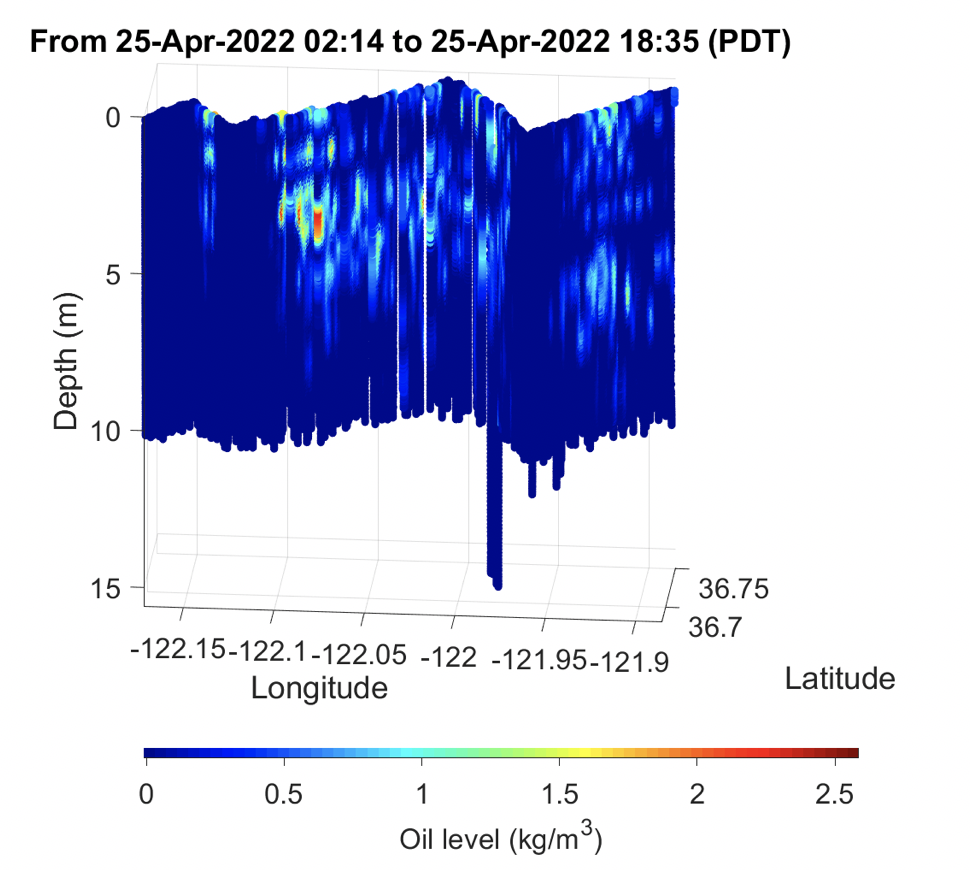 From 25-Apr-2022 02:14 to 25-Apr-2022 18:35 (PDT)
0
5
10
15
Depth (m)
36.75
36.7
-122.15 -122.1 -122.05 -122 -121.95 -121.9
Longitude
Latitude
0 0.5 1 1.5 2 2.5
Oil level (kg/m³)